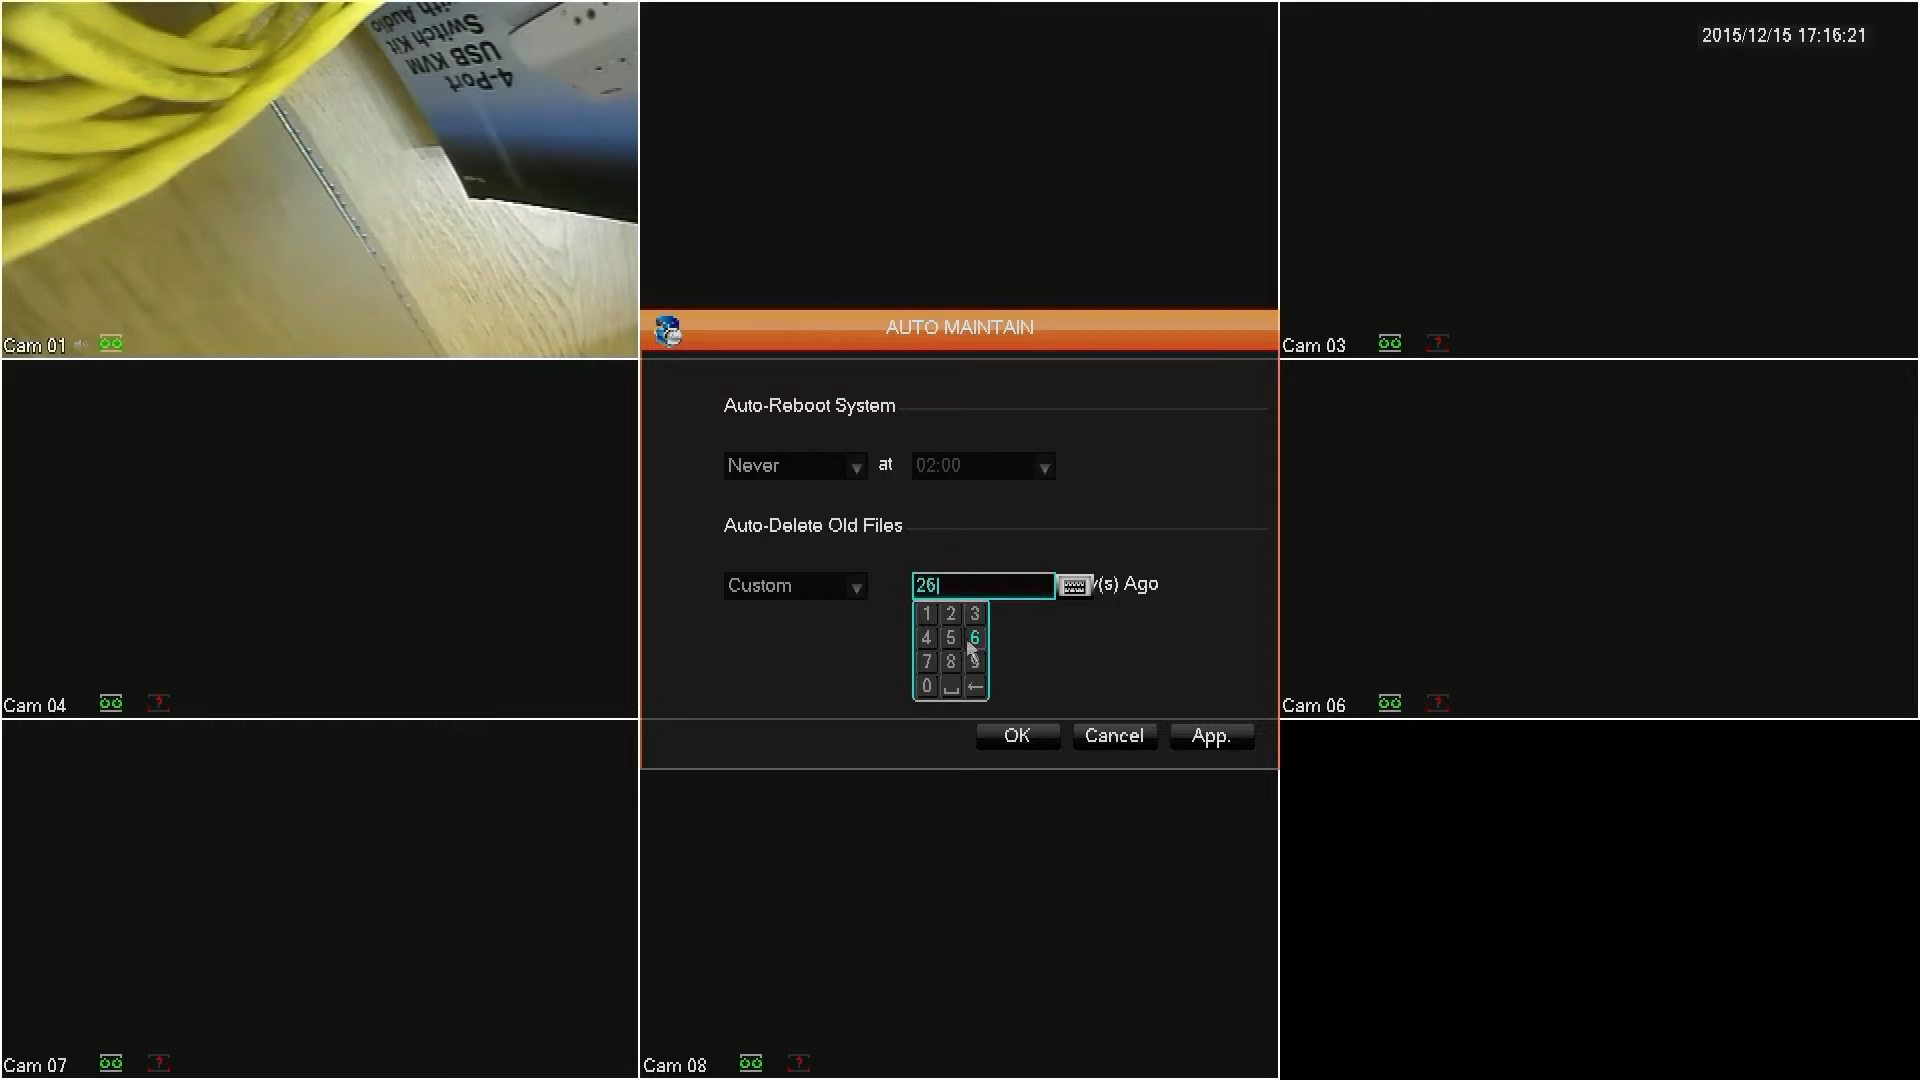 with Audio
Switch Kit
USB KVM
4-Port
2015/12/15 17:16:21
AUTO MAINTAIN
Cam 01
Cam 03
Auto-Reboot System
Never at 02:00
Auto-Delete Old Files
Custom 26 y(s) Ago
1 2 3
4 5 6
7 8 9
0
Cam 04
Cam 06
OK Cancel App.
Cam 07
Cam 08